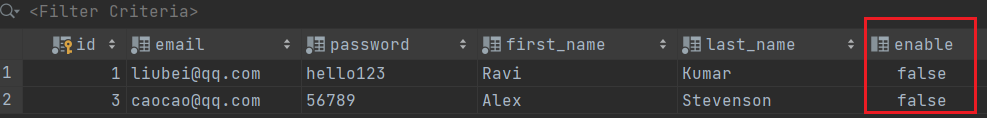 <Filter Criteria>
id email password first_name last_name enable
1 1 liubei@qq.com hello123 Ravi Kumar false
2 3 caocao@qq.com 56789 Alex Stevenson false